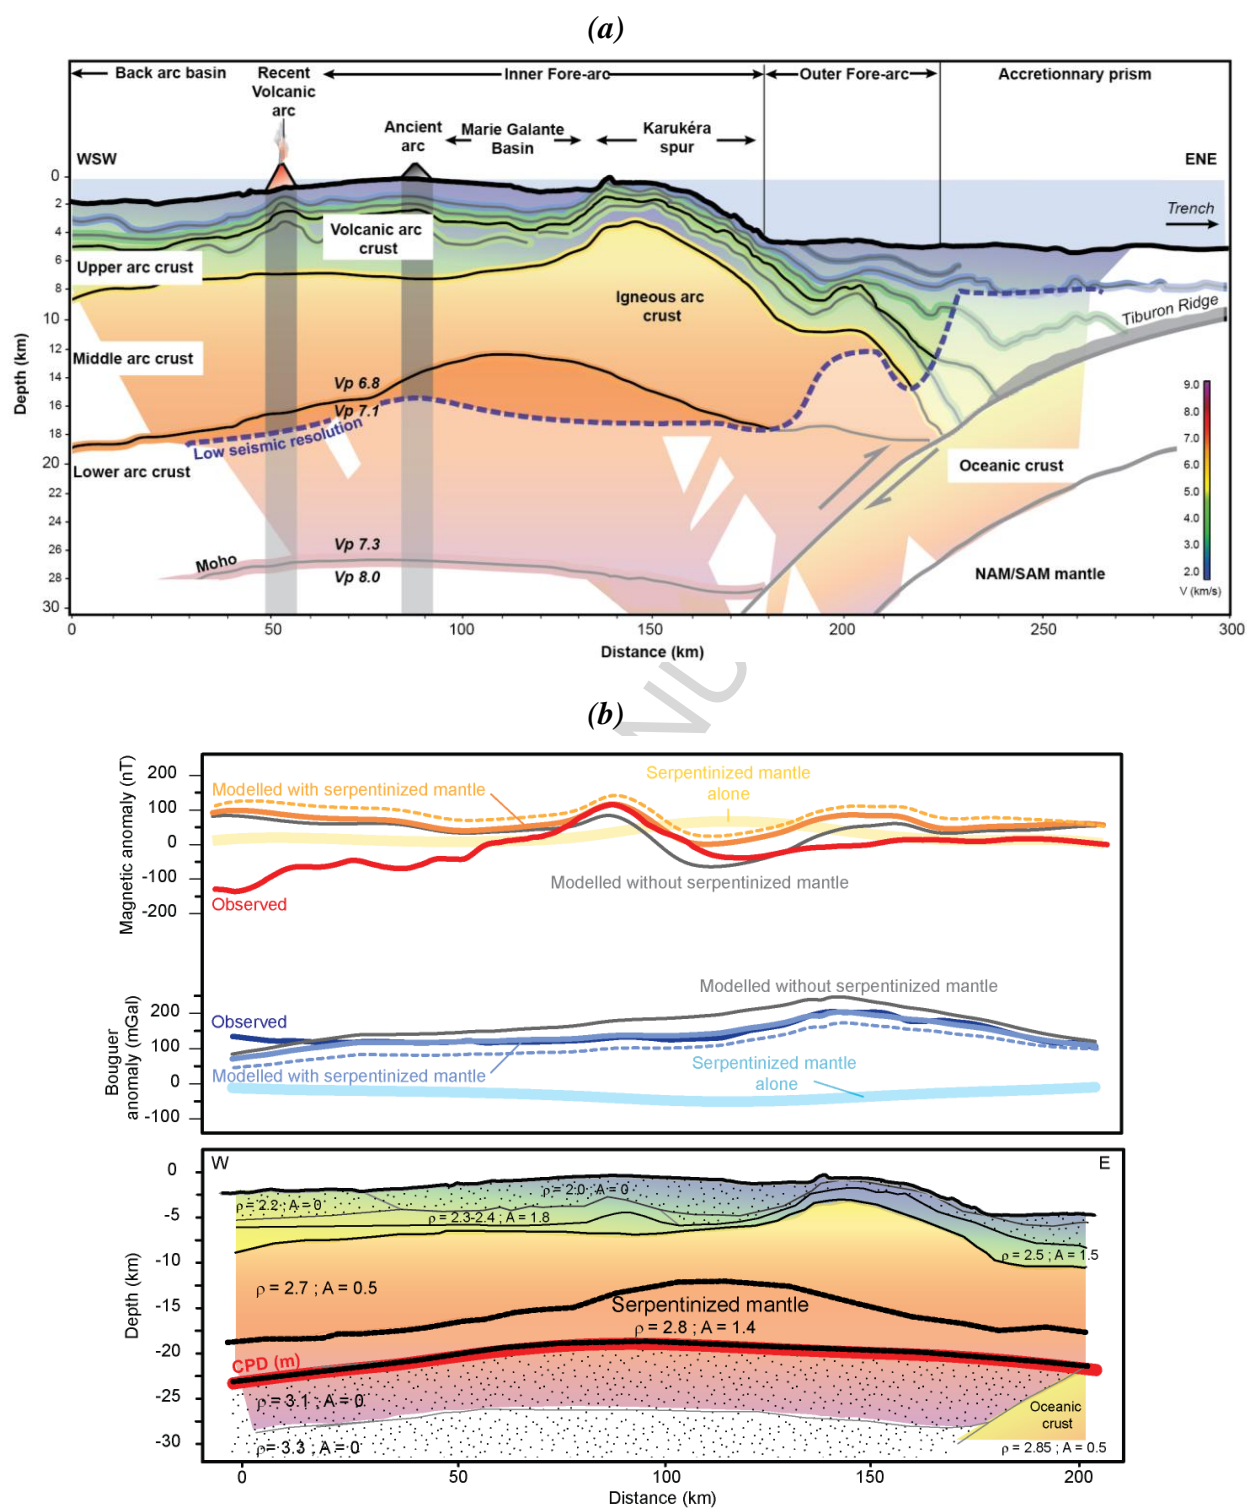 (a)
Back arc basin
Recent
Volcanic
arc
Inner Fore-arc
Outer Fore-arc
Accretionnary prism
Ancient
arc
Marie Galante
Basin
Karukéra
spur
WSW
ENE
Trench
Volcanic arc
crust
Upper arc crust
Igneous arc
crust
Tiburon Ridge
Middle arc crust
Vp 6.8
Vp 7.1
Low seismic resolution
Lower arc crust
Oceanic crust
Moho
Vp 7.3
Vp 8.0
NAM/SAM mantle
Depth (km)
0
2
4
6
8
10
12
14
16
18
20
22
24
26
28
30
9.0
8.0
7.0
6.0
5.0
4.0
3.0
2.0
V (km/s)
0
50
100
150
200
250
300
Distance (km)
NC
(b)
Magnetic anomaly (nT)
200
100
0
-100
-200
Modelled with serpentinized mantle
Serpentinized mantle
alone
Modelled without serpentinized mantle
Observed
Bouguer
anomaly (mGal)
200
100
0
-100
Modelled without serpentinized mantle
Observed
Modelled with serpentinized mantle
Serpentinized mantle
alone
W
E
Depth (km)
0
-5
-10
-15
-20
-25
-30
ρ = 2.2 ; A = 0
ρ = 2.0 ; A = 0
ρ = 2.3-2.4 ; A = 1.8
ρ = 2.5 ; A = 1.5
ρ = 2.7 ; A = 0.5
Serpentinized mantle
ρ = 2.8 ; A = 1.4
CPD (m)
ρ = 3.1 ; A = 0
Oceanic
crust
ρ = 3.3 ; A = 0
ρ = 2.85 ; A = 0.5
0
50
100
150
200
Distance (km)